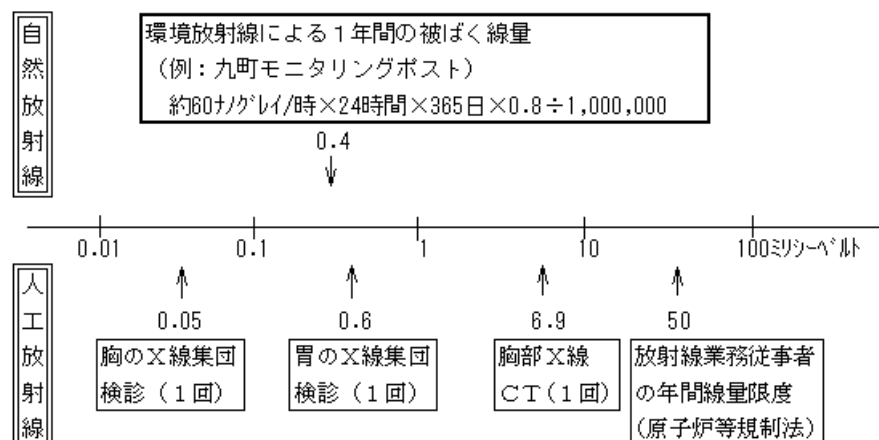 自然放射線
環境放射線による１年間の被ばく線量
（例：九町モニタリングポスト）
約60ﾅﾉｸﾞﾚｲ/時×24時間×365日×0.8÷1,000,000
0.4
0.01
0.1
1
10
100ﾐﾘｼｰﾍﾞﾙﾄ
人工放射線
0.05
0.6
6.9
50
胸のＸ線集団
検診（１回）
胃のＸ線集団
検診（１回）
胸部Ｘ線
ＣＴ(１回)
放射線業務従事者
の年間線量限度
(原子炉等規制法)